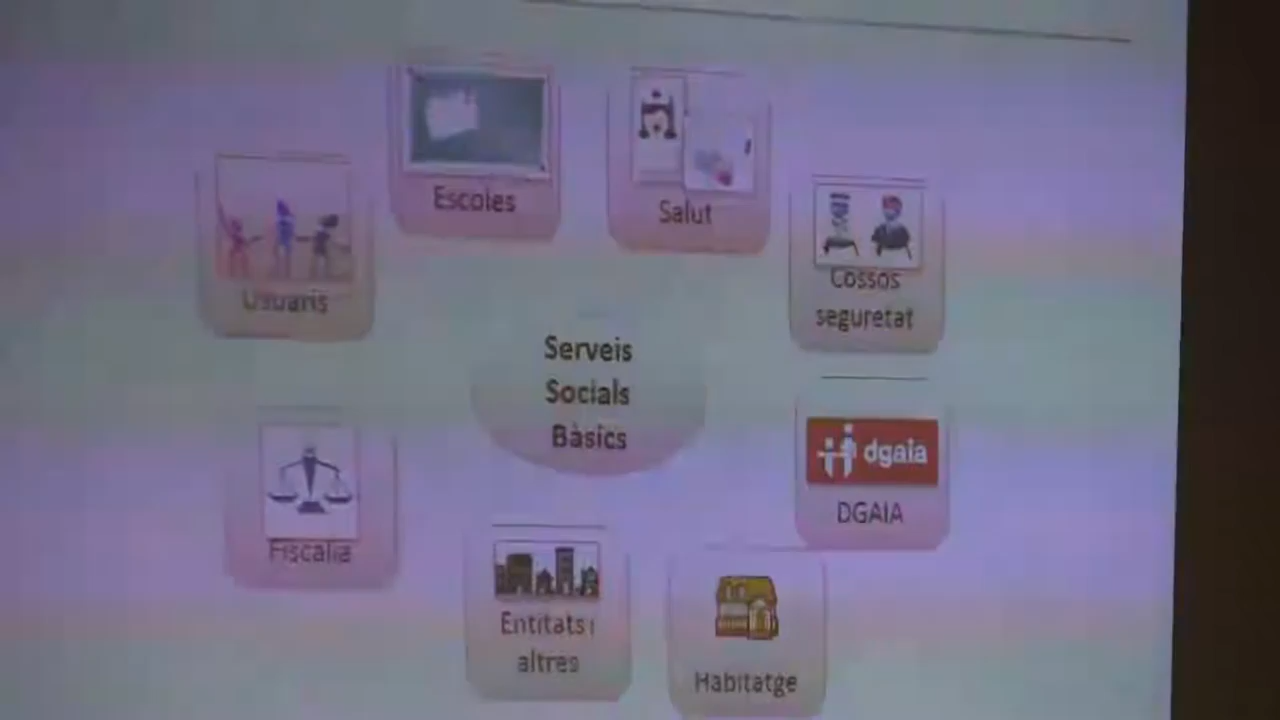 Escoles
Salut
Usuaris
Cossos
seguretat
Serveis
Socials
Bàsics
dgaia
DGAIA
Fiscalia
Entitats i
altres
Habitatge